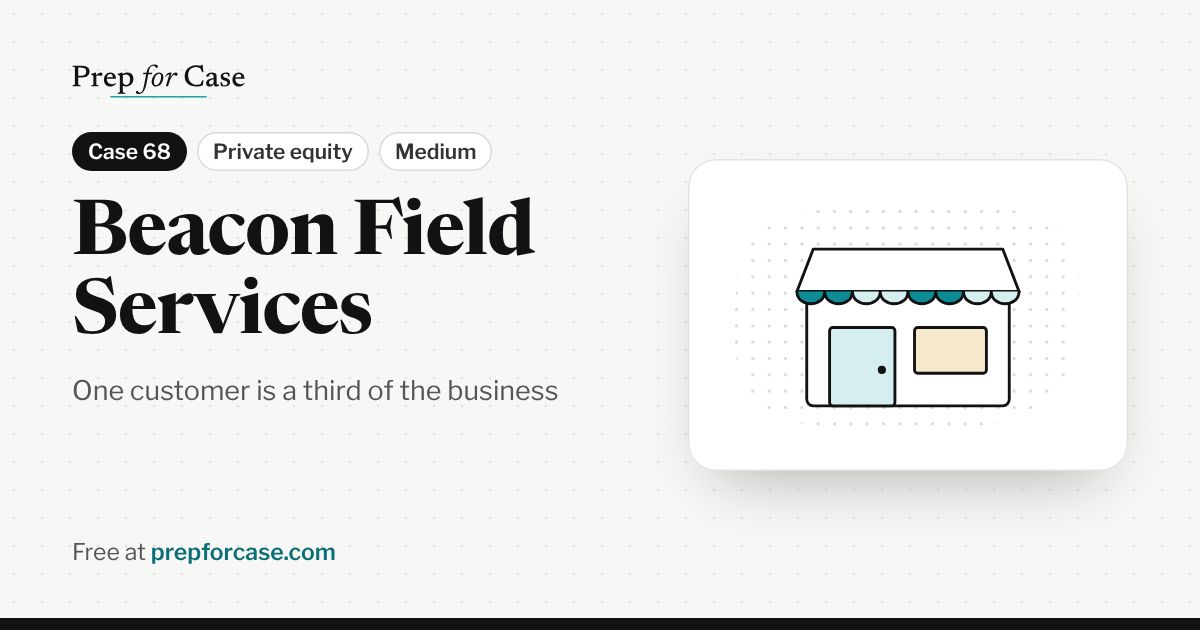 Prep for Case
Case 68 Private equity Medium
Beacon Field
Services
One customer is a third of the business
Free at prepforcase.com